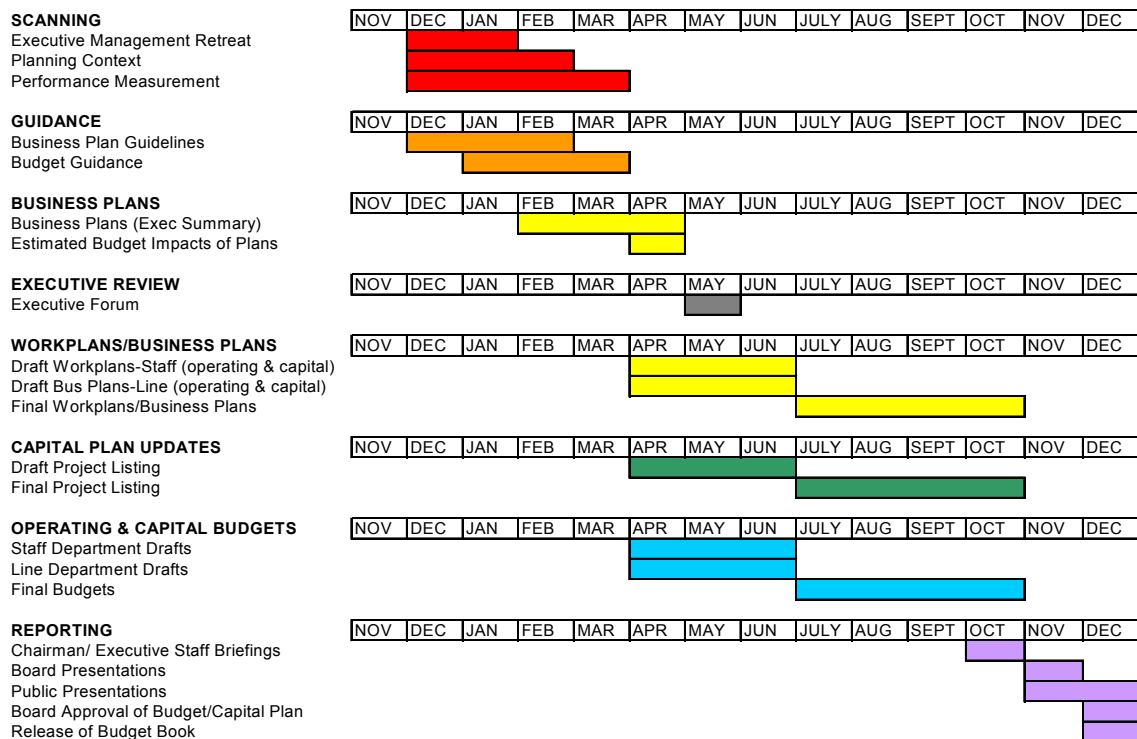 SCANNING NOV DEC JAN FEB MAR APR MAY JUN JULY AUG SEPT OCT NOV DEC
Executive Management Retreat
Planning Context
Performance Measurement
GUIDANCE NOV DEC JAN FEB MAR APR MAY JUN JULY AUG SEPT OCT NOV DEC
Business Plan Guidelines
Budget Guidance
BUSINESS PLANS NOV DEC JAN FEB MAR APR MAY JUN JULY AUG SEPT OCT NOV DEC
Business Plans (Exec Summary)
Estimated Budget Impacts of Plans
EXECUTIVE REVIEW NOV DEC JAN FEB MAR APR MAY JUN JULY AUG SEPT OCT NOV DEC
Executive Forum
WORKPLANS/BUSINESS PLANS NOV DEC JAN FEB MAR APR MAY JUN JULY AUG SEPT OCT NOV DEC
Draft Workplans-Staff (operating & capital)
Draft Bus Plans-Line (operating & capital)
Final Workplans/Business Plans
CAPITAL PLAN UPDATES NOV DEC JAN FEB MAR APR MAY JUN JULY AUG SEPT OCT NOV DEC
Draft Project Listing
Final Project Listing
OPERATING & CAPITAL BUDGETS NOV DEC JAN FEB MAR APR MAY JUN JULY AUG SEPT OCT NOV DEC
Staff Department Drafts
Line Department Drafts
Final Budgets
REPORTING NOV DEC JAN FEB MAR APR MAY JUN JULY AUG SEPT OCT NOV DEC
Chairman/ Executive Staff Briefings
Board Presentations
Public Presentations
Board Approval of Budget/Capital Plan
Release of Budget Book